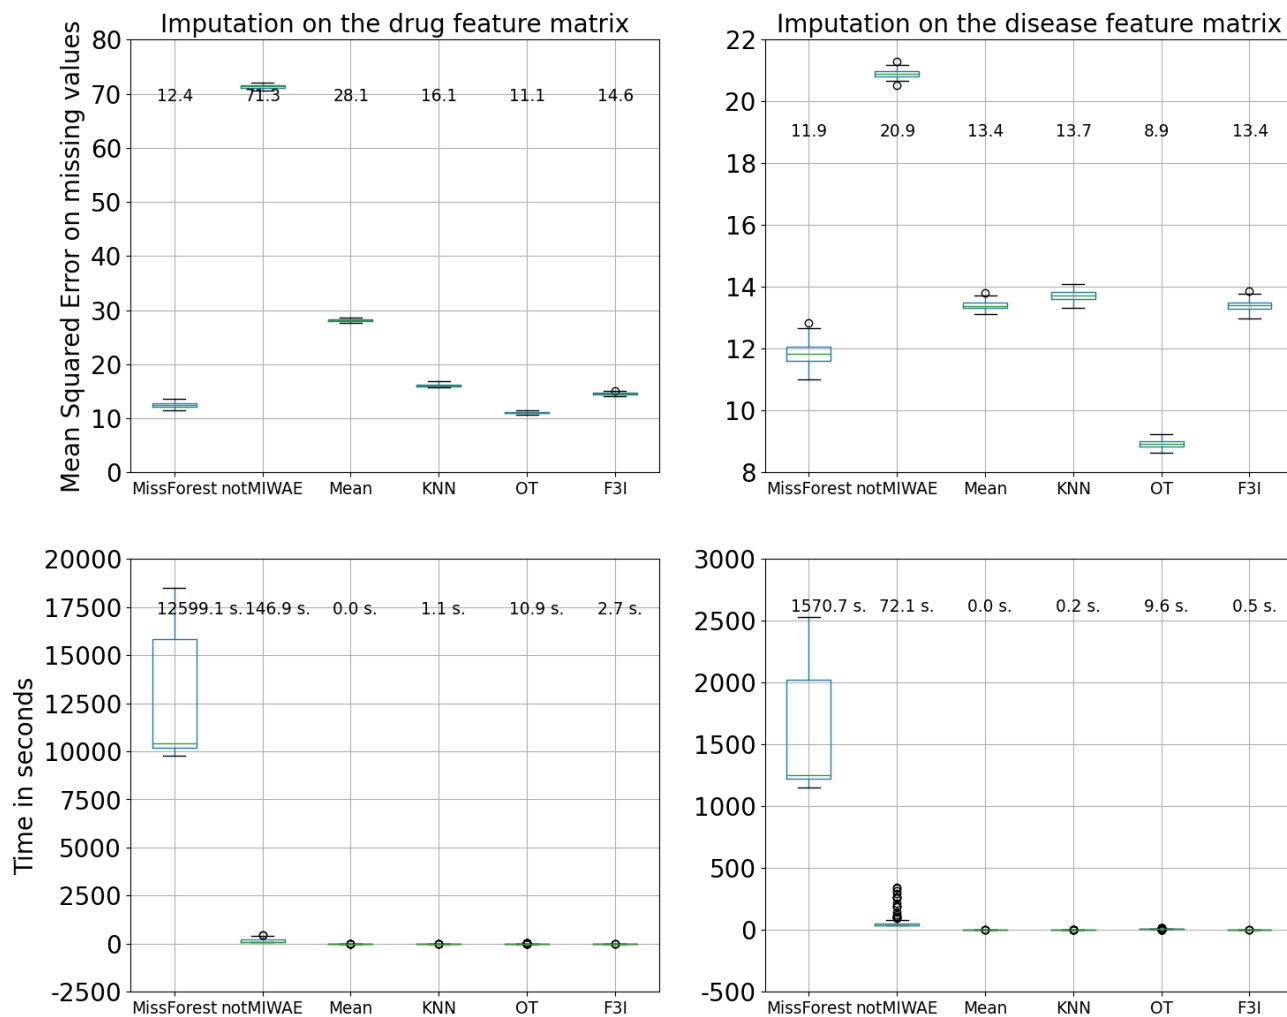 Imputation on the drug feature matrix
Mean Squared Error on missing values
80
70
60
50
40
30
20
10
0
12.4 71.3 28.1 16.1 11.1 14.6
MissForest notMIWAE Mean KNN OT F3I
Imputation on the disease feature matrix
22
20
18
16
14
12
10
8
11.9 20.9 13.4 13.7 8.9 13.4
MissForest notMIWAE Mean KNN OT F3I
Time in seconds
20000
17500
15000
12500
10000
7500
5000
2500
0
-2500
12599.1 s. 146.9 s. 0.0 s. 1.1 s. 10.9 s. 2.7 s.
MissForest notMIWAE Mean KNN OT F3I
3000
2500
2000
1500
1000
500
0
-500
1570.7 s. 72.1 s. 0.0 s. 0.2 s. 9.6 s. 0.5 s.
MissForest notMIWAE Mean KNN OT F3I